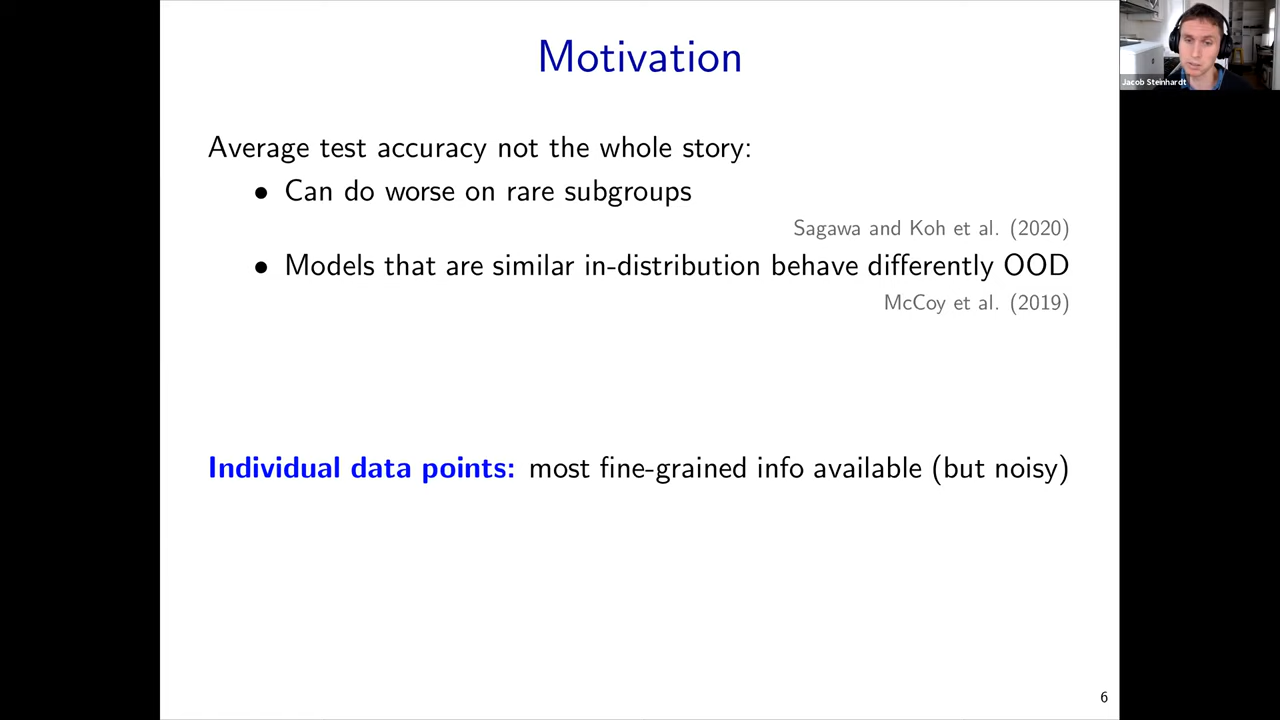 Motivation
Jacob Steinhardt
Average test accuracy not the whole story:
• Can do worse on rare subgroups
Sagawa and Koh et al. (2020)
• Models that are similar in-distribution behave differently OOD
McCoy et al. (2019)
Individual data points: most fine-grained info available (but noisy)
6